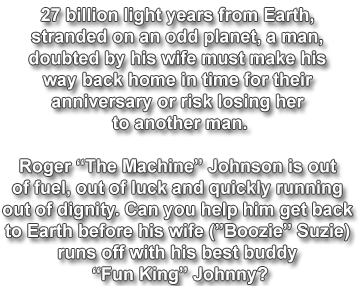 27 billion light years from Earth,
stranded on an odd planet, a man,
doubted by his wife must make his
way back home in time for their
anniversary or risk losing her
to another man.
Roger “The Machine” Johnson is out
of fuel, out of luck and quickly running
out of dignity. Can you help him get back
to Earth before his wife (”Boozie” Suzie)
runs off with his best buddy
“Fun King” Johnny?